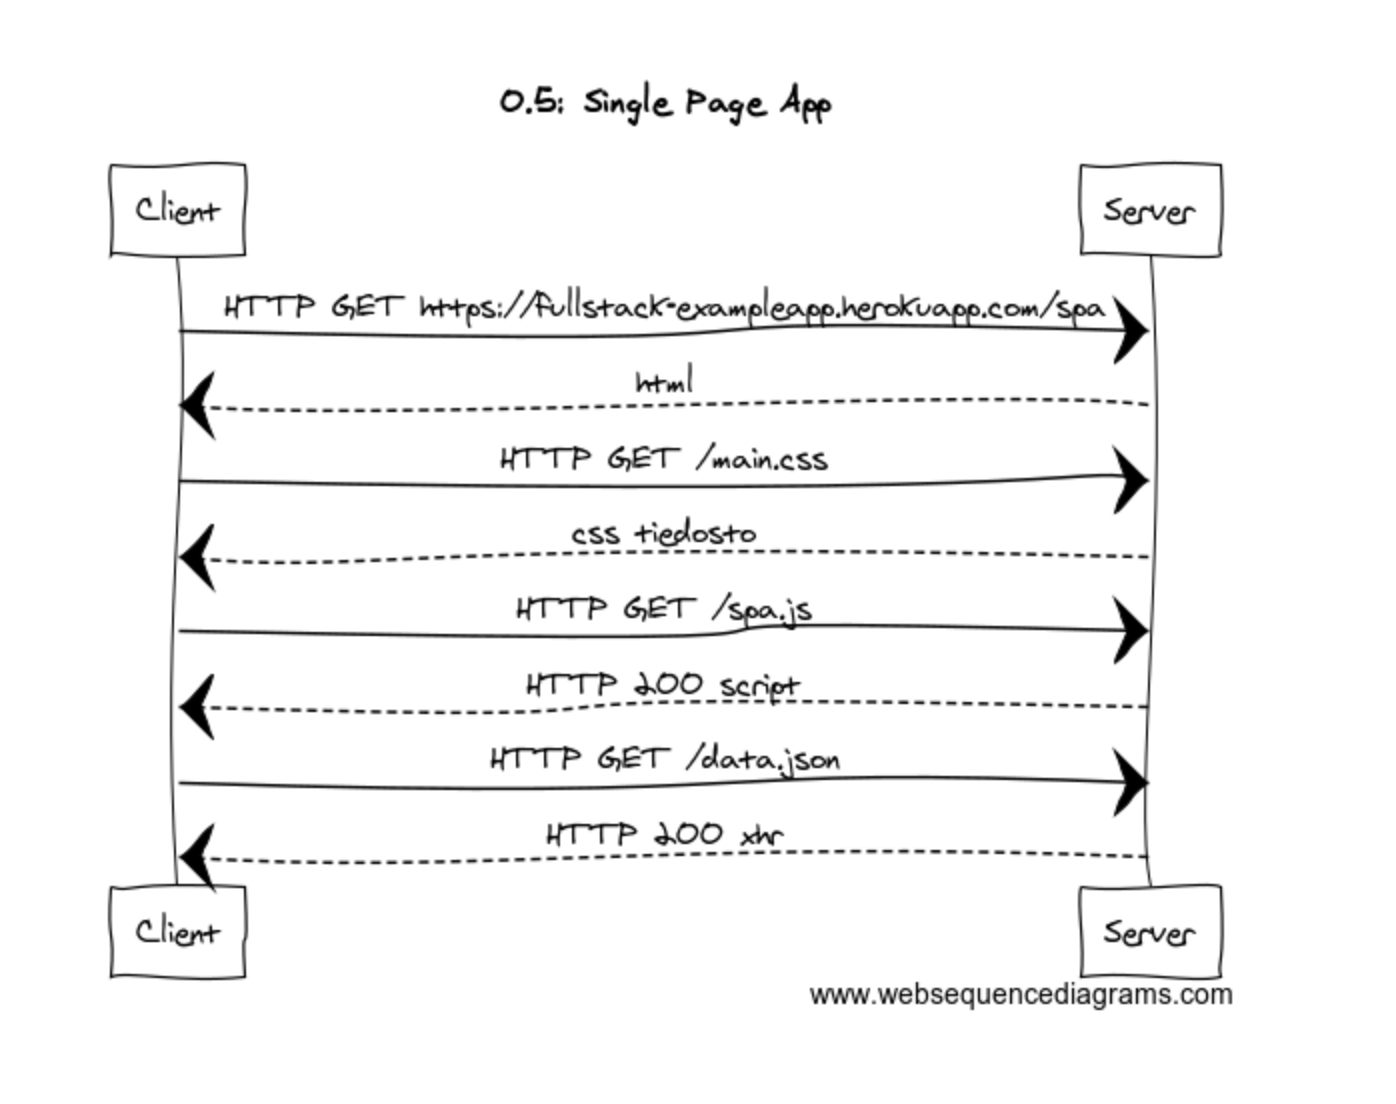 0.5: Single Page App
Client
Server
HTTP GET https://fullstack-exampleapp.herokuapp.com/spa
html
HTTP GET /main.css
css tiedosto
HTTP GET /spa.js
HTTP 200 script
HTTP GET /data.json
HTTP 200 xhr
Client
Server
www.websequencediagrams.com